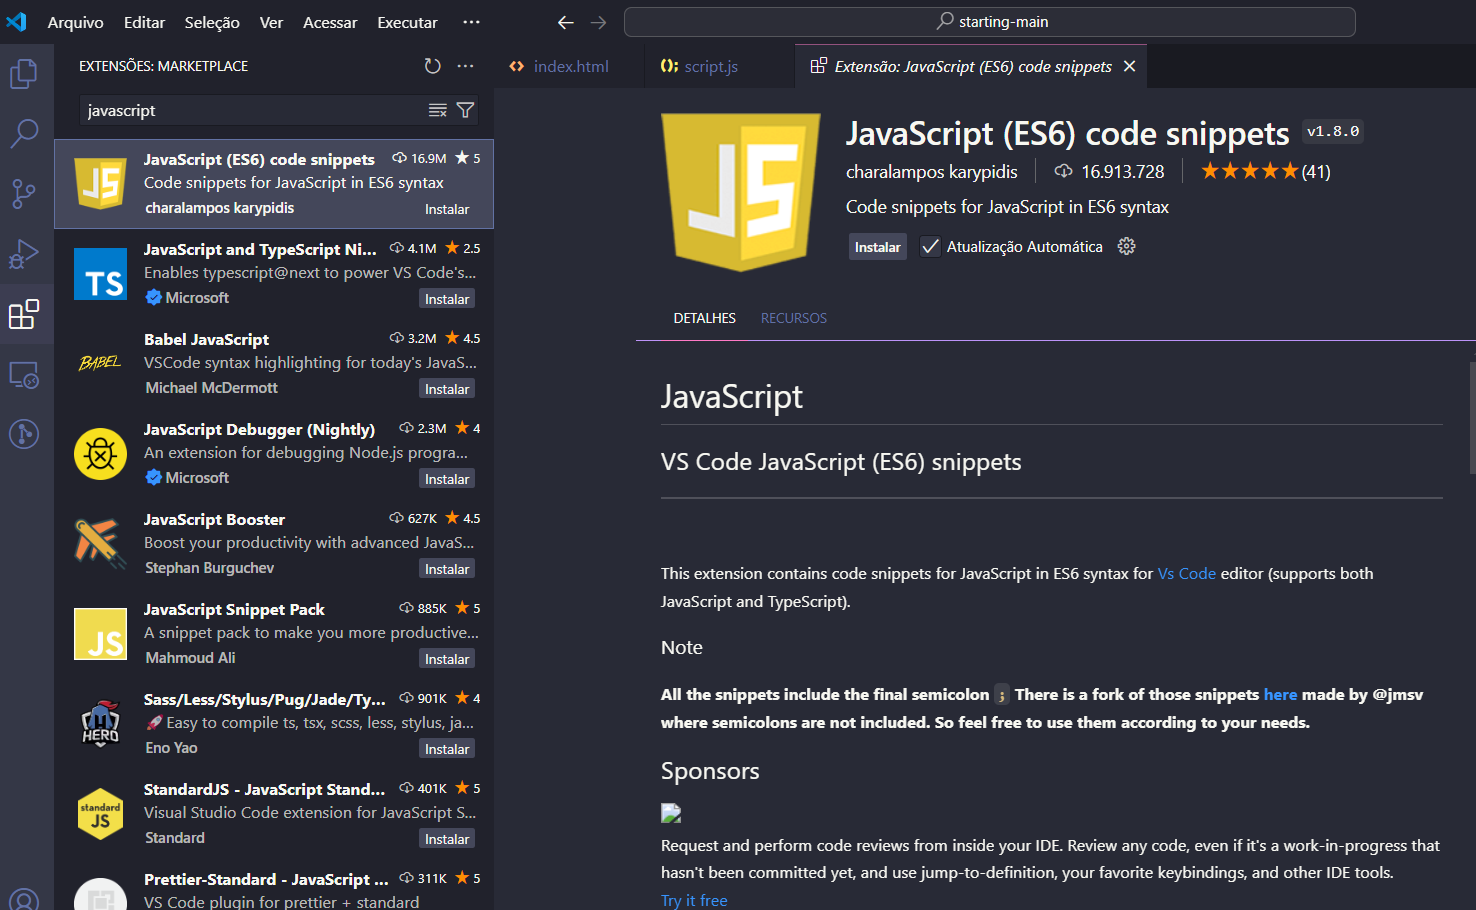 Arquivo Editar Seleção Ver Acessar Executar ···
starting-main
EXTENSÕES: MARKETPLACE
javascript
JavaScript (ES6) code snippets 16.9M ★ 5
Code snippets for JavaScript in ES6 syntax
charalampos karypidis Instalar
TS
JavaScript and TypeScript Ni... 4.1M ★ 2.5
Enables typescript@next to power VS Code's...
Microsoft Instalar
BABEL
Babel JavaScript 3.2M ★ 4.5
VSCode syntax highlighting for today's JavaS...
Michael McDermott Instalar
JavaScript Debugger (Nightly) 2.3M ★ 4
An extension for debugging Node.js progra...
Microsoft Instalar
JavaScript Booster 627K ★ 4.5
Boost your productivity with advanced JavaS...
Stephan Burguchev Instalar
JS
JavaScript Snippet Pack 885K ★ 5
A snippet pack to make you more productive...
Mahmoud Ali Instalar
HERO
Sass/Less/Stylus/Pug/Jade/Ty... 901K ★ 4
🚀Easy to compile ts, tsx, scss, less, stylus, ja...
Eno Yao Instalar
standard
JS
StandardJS - JavaScript Stand... 401K ★ 5
Visual Studio Code extension for JavaScript S...
Standard Instalar
Prettier-Standard - JavaScript ... 311K ★ 5
VS Code plugin for prettier + standard
index.html script.js Extensão: JavaScript (ES6) code snippets
JS
JavaScript (ES6) code snippets v1.8.0
charalampos karypidis 16.913.728 ★★★★★(41)
Code snippets for JavaScript in ES6 syntax
Instalar Atualização Automática
DETALHES RECURSOS
JavaScript
VS Code JavaScript (ES6) snippets
This extension contains code snippets for JavaScript in ES6 syntax for Vs Code editor (supports both
JavaScript and TypeScript).
Note
All the snippets include the final semicolon ; There is a fork of those snippets here made by @jmsv
where semicolons are not included. So feel free to use them according to your needs.
Sponsors
Request and perform code reviews from inside your IDE. Review any code, even if it's a work-in-progress that
hasn't been committed yet, and use jump-to-definition, your favorite keybindings, and other IDE tools.
Try it free